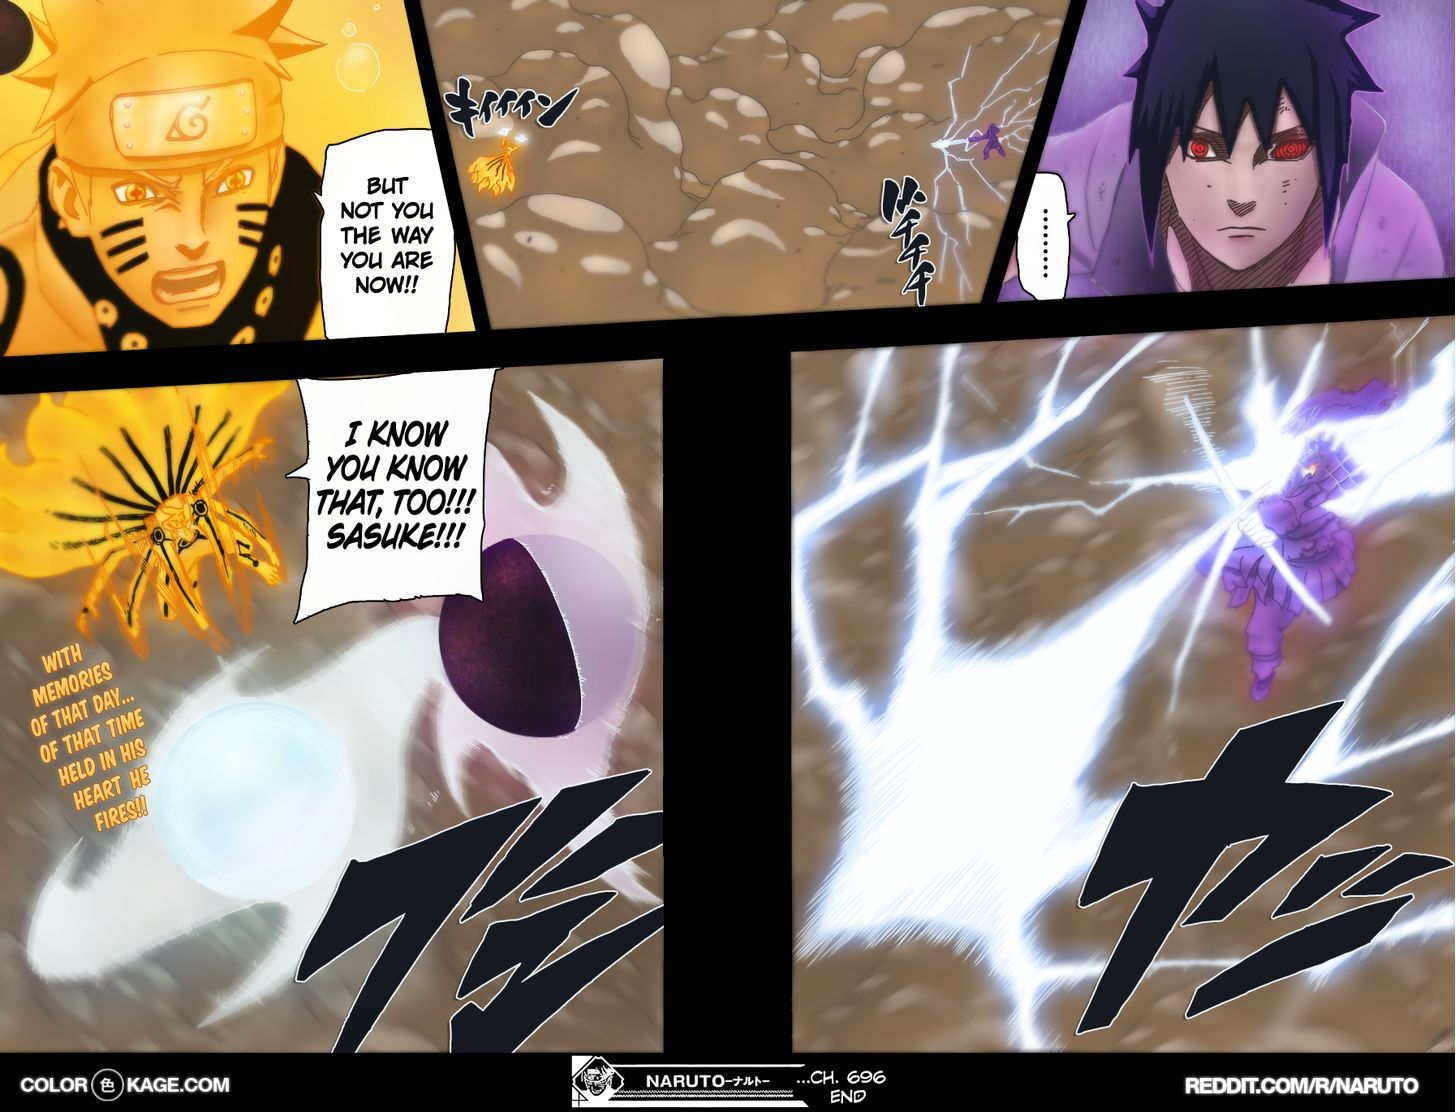 BUT
NOT YOU
THE WAY
YOU ARE
NOW!!
キィイイン
バチチチチ
........
I KNOW
YOU KNOW
THAT, TOO!!!
SASUKE!!!
WITH
MEMORIES
OF THAT DAY...
OF THAT TIME
HELD IN HIS
HEART HE
FIRES!!
COLOR 色 KAGE.COM
NARUTO—ナルト—
...CH. 696
END
REDDIT.COM/R/NARUTO